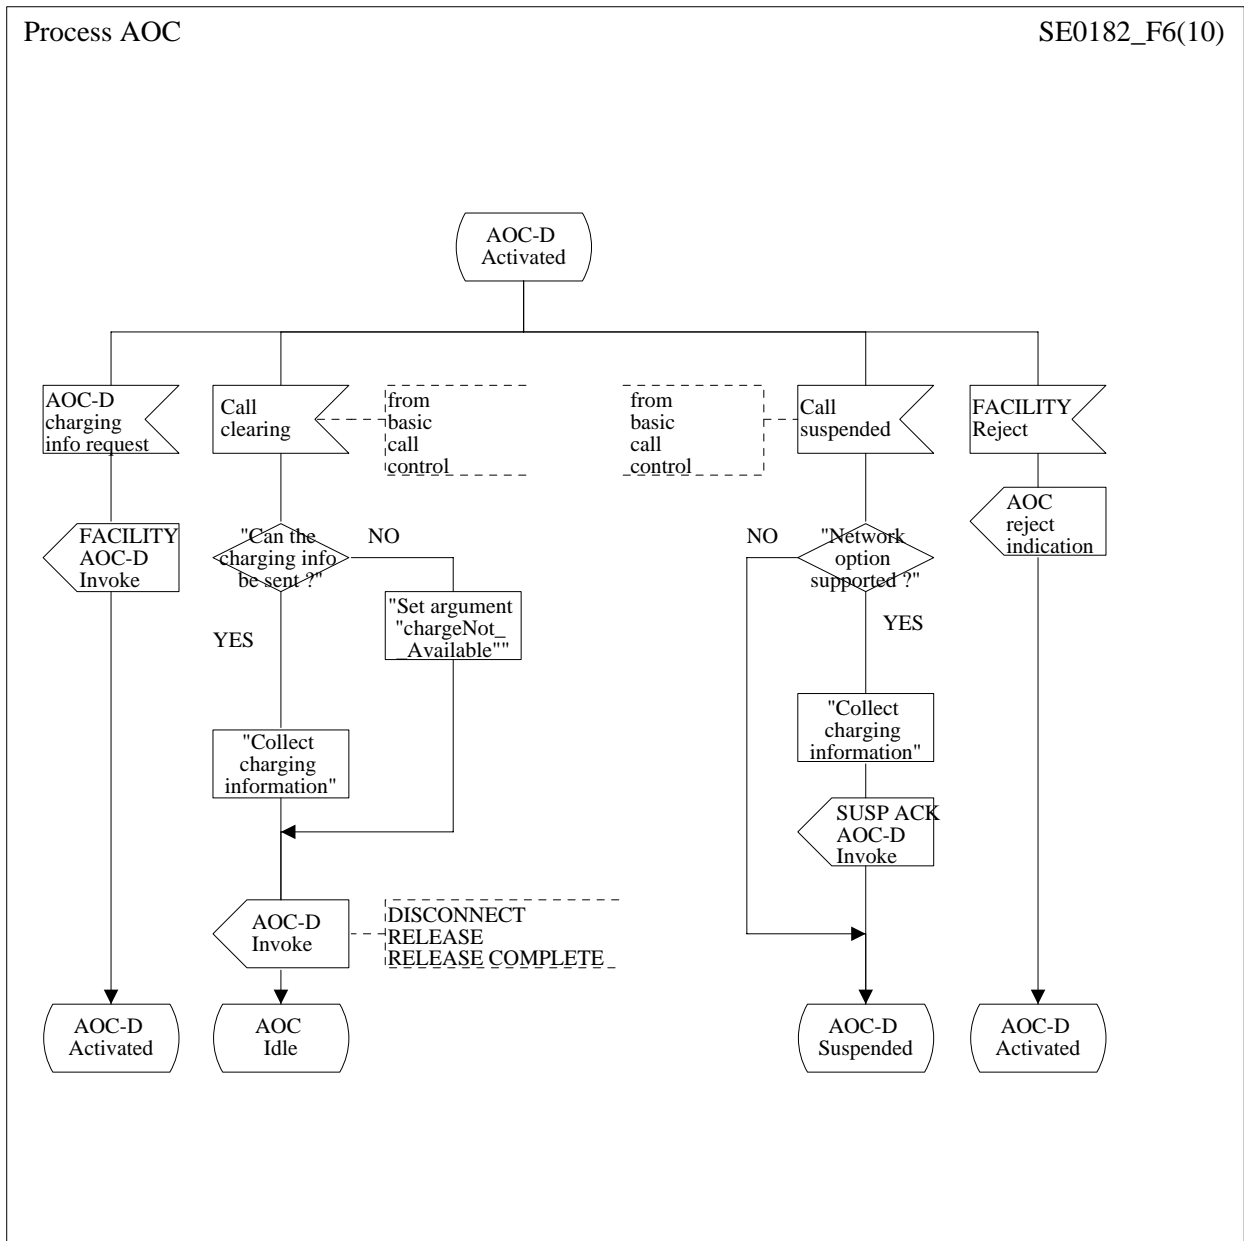 Process AOC
SE0182_F6(10)
AOC-D
Activated
AOC-D
charging
info request
Call
clearing
from
basic
call
control
from
basic
call
control
Call
suspended
FACILITY
Reject
FACILITY
AOC-D
Invoke
"Can the
charging info
be sent ?"
NO
YES
"Set argument
"chargeNot_
_Available""
NO
"Network
option
supported ?"
YES
AOC
reject
indication
"Collect
charging
information"
"Collect
charging
information"
SUSP ACK
AOC-D
Invoke
AOC-D
Invoke
DISCONNECT
RELEASE
RELEASE COMPLETE
AOC-D
Activated
AOC
Idle
AOC-D
Suspended
AOC-D
Activated